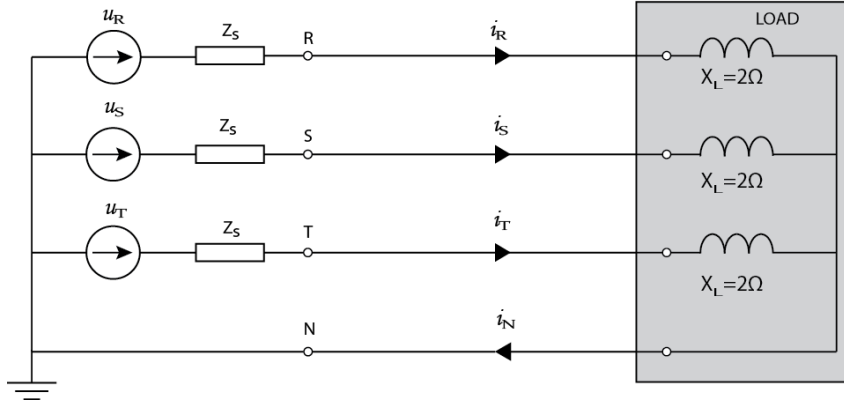 u_R
Z_s
R
i_R
LOAD
X_L=2Ω
u_S
Z_s
S
i_S
X_L=2Ω
u_T
Z_s
T
i_T
X_L=2Ω
N
i_N